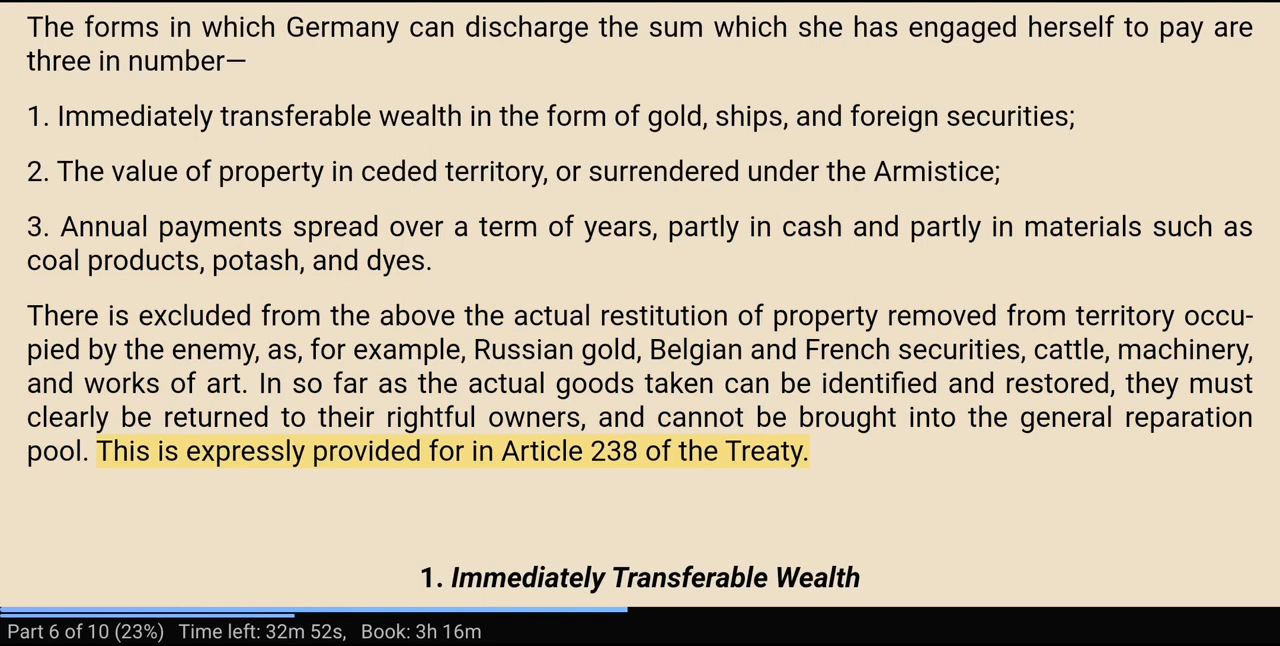 The forms in which Germany can discharge the sum which she has engaged herself to pay are
three in number—
1. Immediately transferable wealth in the form of gold, ships, and foreign securities;
2. The value of property in ceded territory, or surrendered under the Armistice;
3. Annual payments spread over a term of years, partly in cash and partly in materials such as
coal products, potash, and dyes.
There is excluded from the above the actual restitution of property removed from territory occu-
pied by the enemy, as, for example, Russian gold, Belgian and French securities, cattle, machinery,
and works of art. In so far as the actual goods taken can be identified and restored, they must
clearly be returned to their rightful owners, and cannot be brought into the general reparation
pool. This is expressly provided for in Article 238 of the Treaty.
1. Immediately Transferable Wealth
Part 6 of 10 (23%) Time left: 32m 52s, Book: 3h 16m